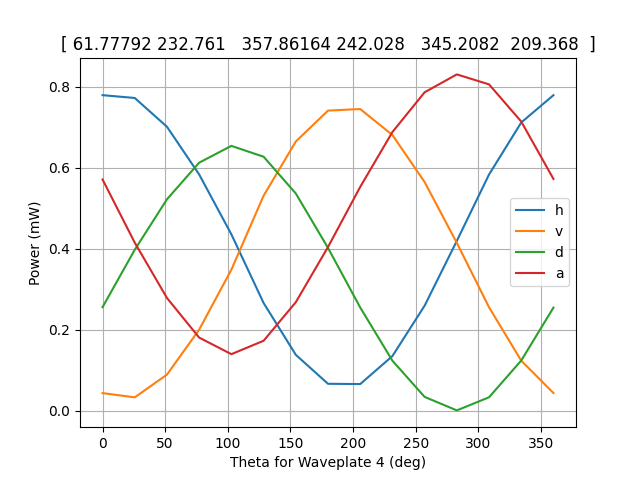 [ 61.77792 232.761   357.86164 242.028   345.2082  209.368  ]
0.8
0.6
0.4
0.2
0.0
Power (mW)
h
v
d
a
0 50 100 150 200 250 300 350
Theta for Waveplate 4 (deg)